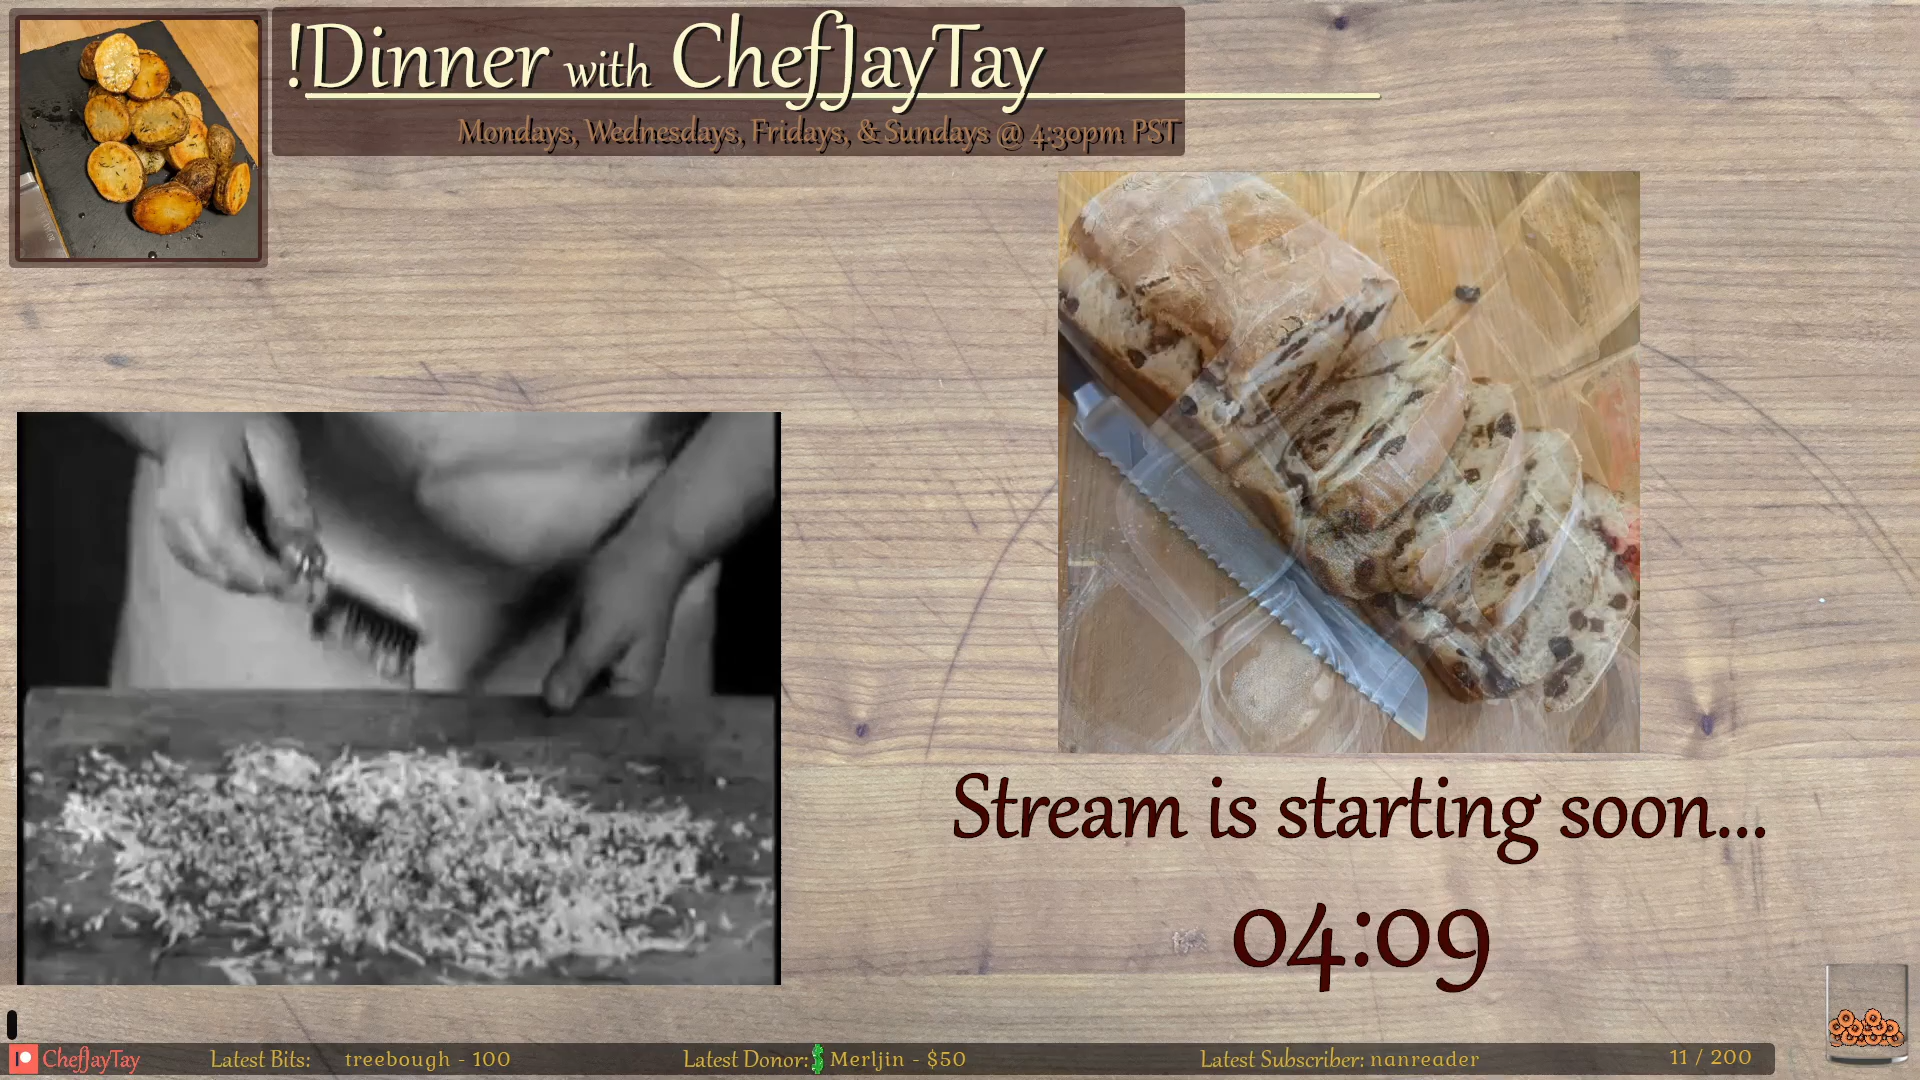 !Dinner with ChefJayTay
Mondays, Wednesdays, Fridays, & Sundays @ 4:30pm PST
Stream is starting soon...
04:09
ChefJayTay
Latest Bits: treebough - 100
Latest Donor: Merljin - $50
Latest Subscriber: nanreader
11 / 200